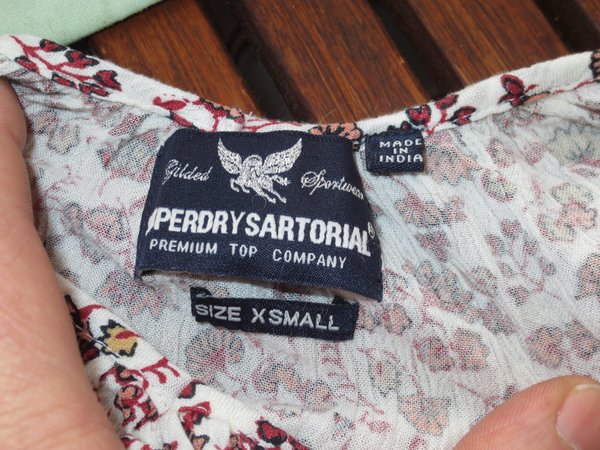 Gilded Sportswear
PERDRY SARTORIAL
PREMIUM TOP COMPANY
SIZE XSMALL
MADE
IN
INDIA